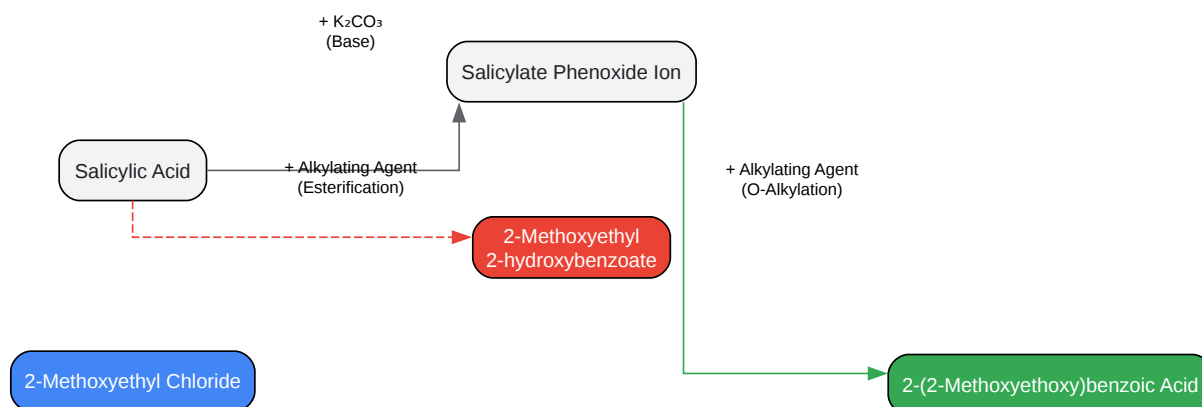 + K₂CO₃
(Base)
Salicylate Phenoxide Ion
Salicylic Acid
+ Alkylating Agent
(Esterification)
+ Alkylating Agent
(O-Alkylation)
2-Methoxyethyl
2-hydroxybenzoate
2-Methoxyethyl Chloride
2-(2-Methoxyethoxy)benzoic Acid